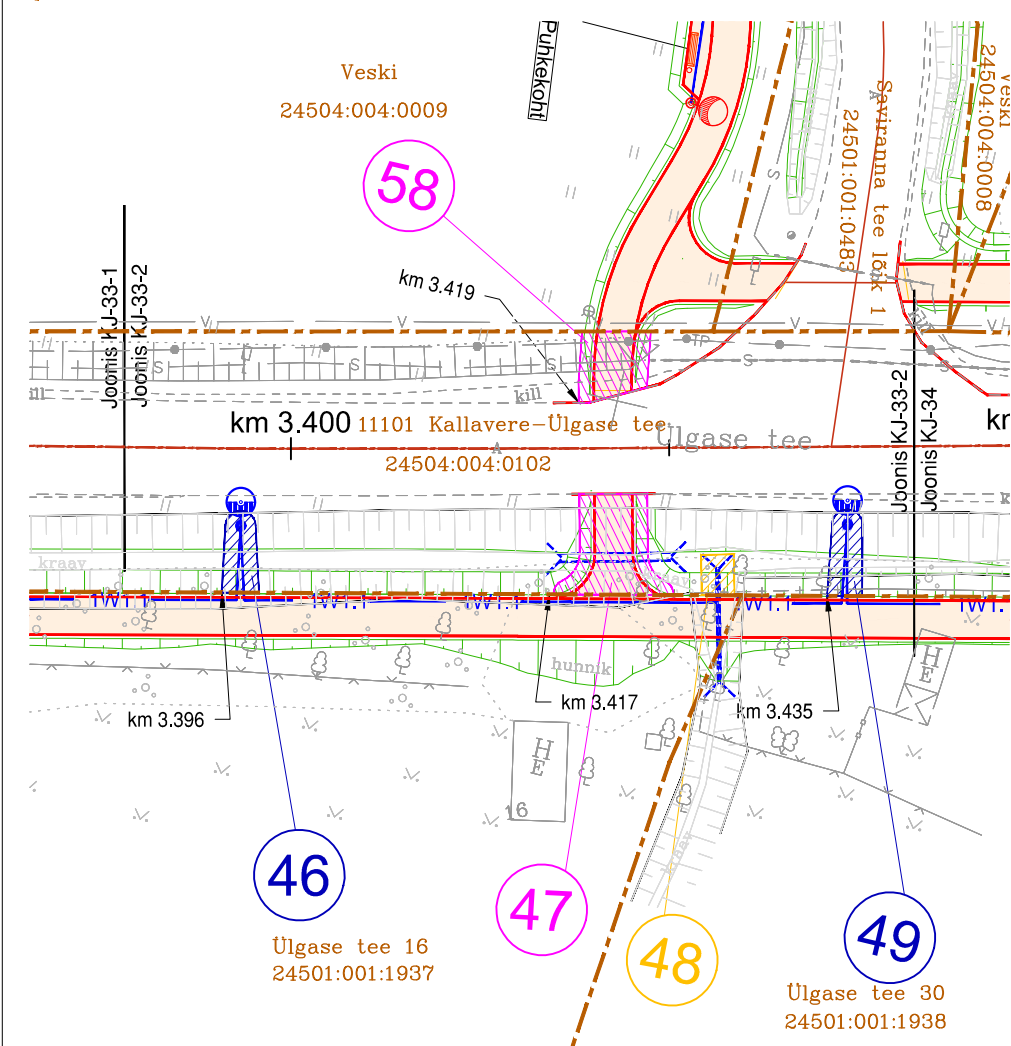 Puhkekoht
Veski
24504:004:0009
Veski
24504:004:0008
Saviranna tee lõik 1
24501:001:0483
58
km 3.419
Joonis KJ-33-1
Joonis KJ-33-2
V
V
V
V
TP
S
S
S
S
kill
km 3.400
11101 Kallavere-Ülgase tee
Ülgase tee
24504:004:0102
Joonis KJ-33-2
Joonis KJ-34
kraav
hunnik
km 3.396
km 3.417
km 3.435
HE
HE
16
kraav
46
47
48
49
Ülgase tee 16
24501:001:1937
Ülgase tee 30
24501:001:1938